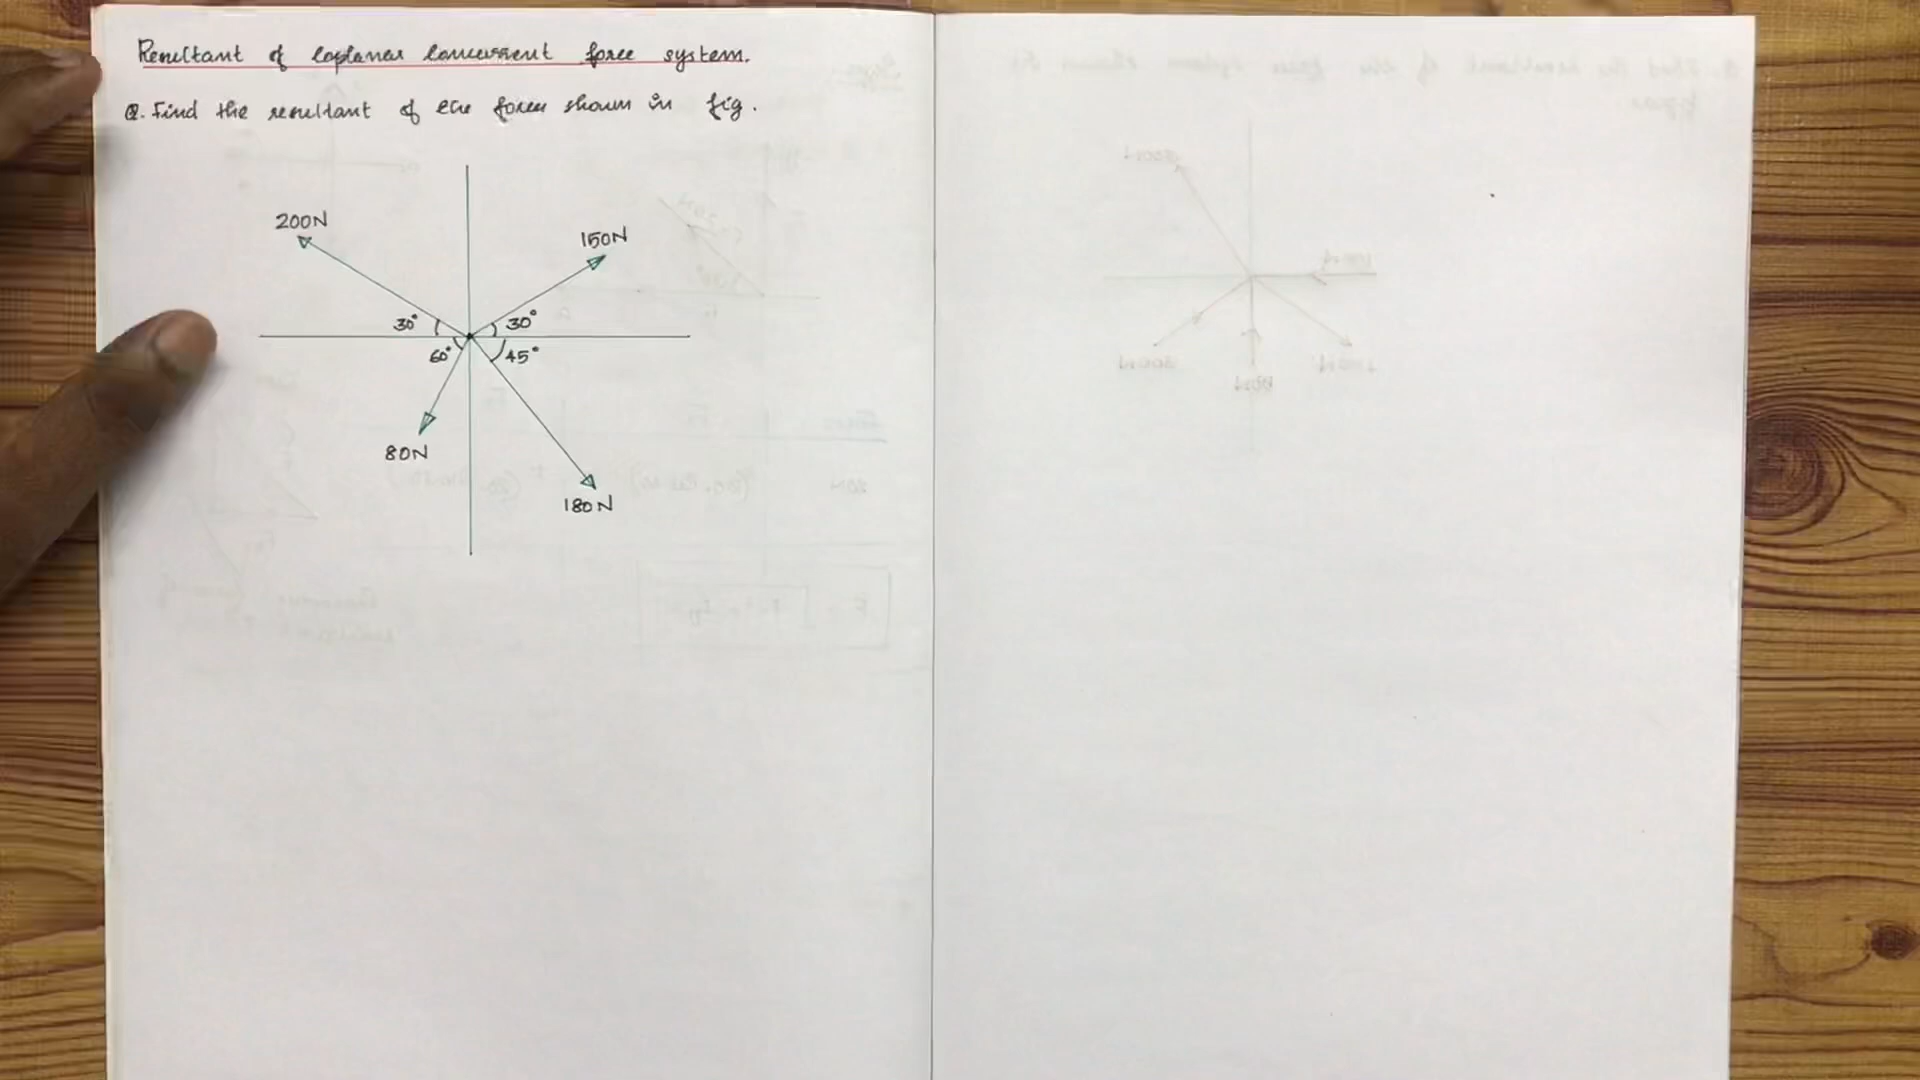 Resultant of coplanar concurrent force system.
Q. Find the resultant of the forces shown in fig.
200N
150N
30°
30°
60°
45°
80N
180N